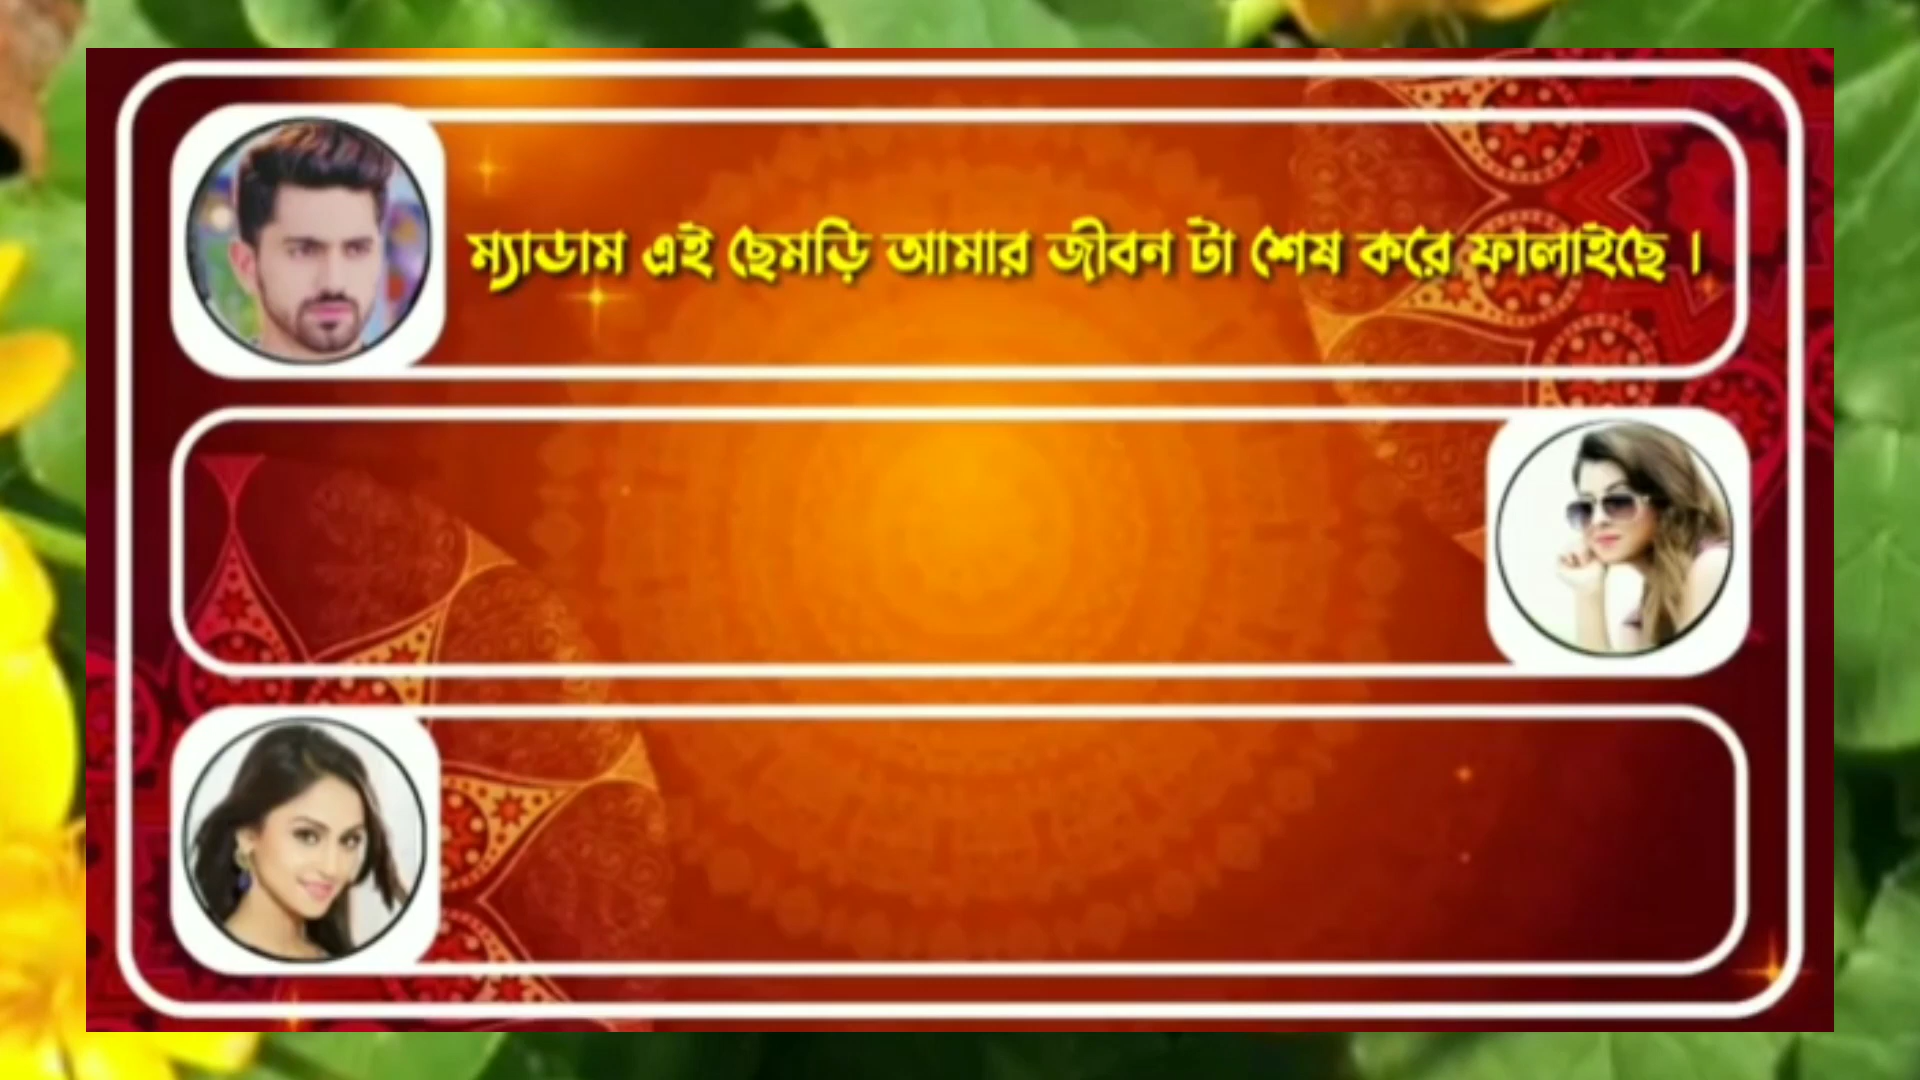 ম্যাডাম এই ছেমড়ি আমার জীবন টা শেষ করে ফালাইছে ।